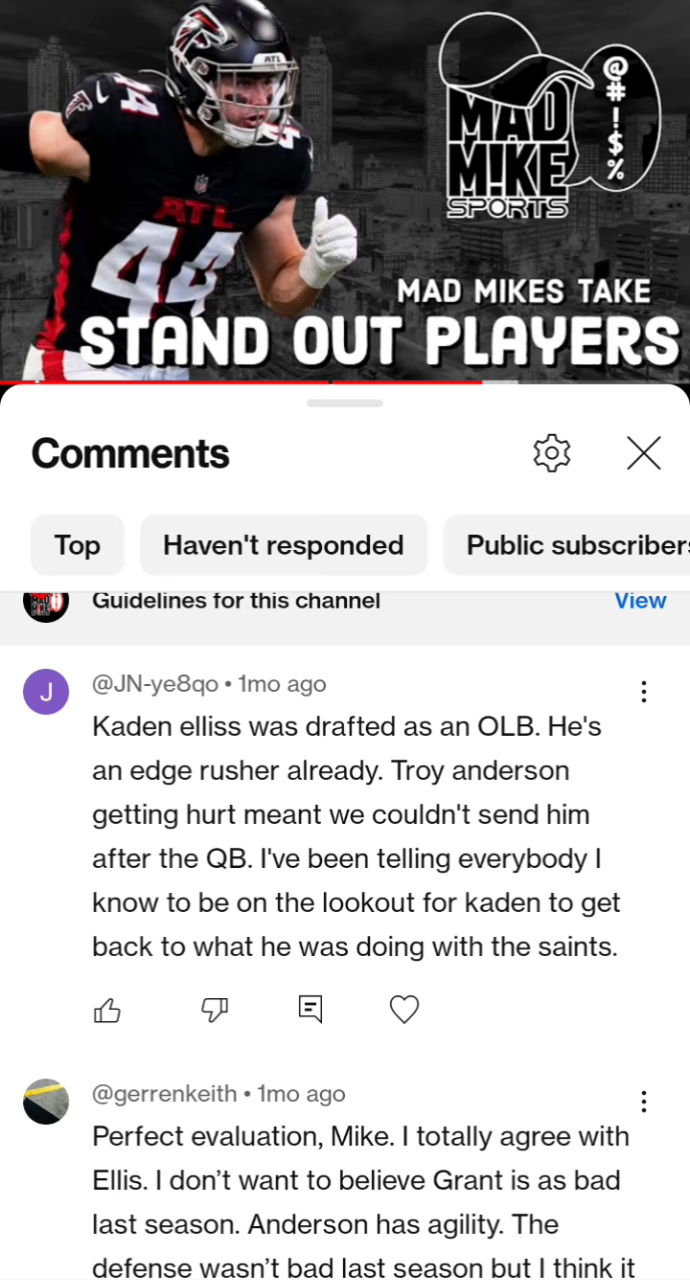 ATL
44
ATL
44
@
#
!
$
%
MAD
M!KE
SPORTS
MAD MIKES TAKE
STAND OUT PLAYERS
Comments
Top
Haven't responded
Public subscribers
Guidelines for this channel
View
J
@JN-ye8qo • 1mo ago
Kaden elliss was drafted as an OLB. He's
an edge rusher already. Troy anderson
getting hurt meant we couldn't send him
after the QB. I've been telling everybody I
know to be on the lookout for kaden to get
back to what he was doing with the saints.
@gerrenkeith • 1mo ago
Perfect evaluation, Mike. I totally agree with
Ellis. I don’t want to believe Grant is as bad
last season. Anderson has agility. The
defense wasn’t bad last season but I think it